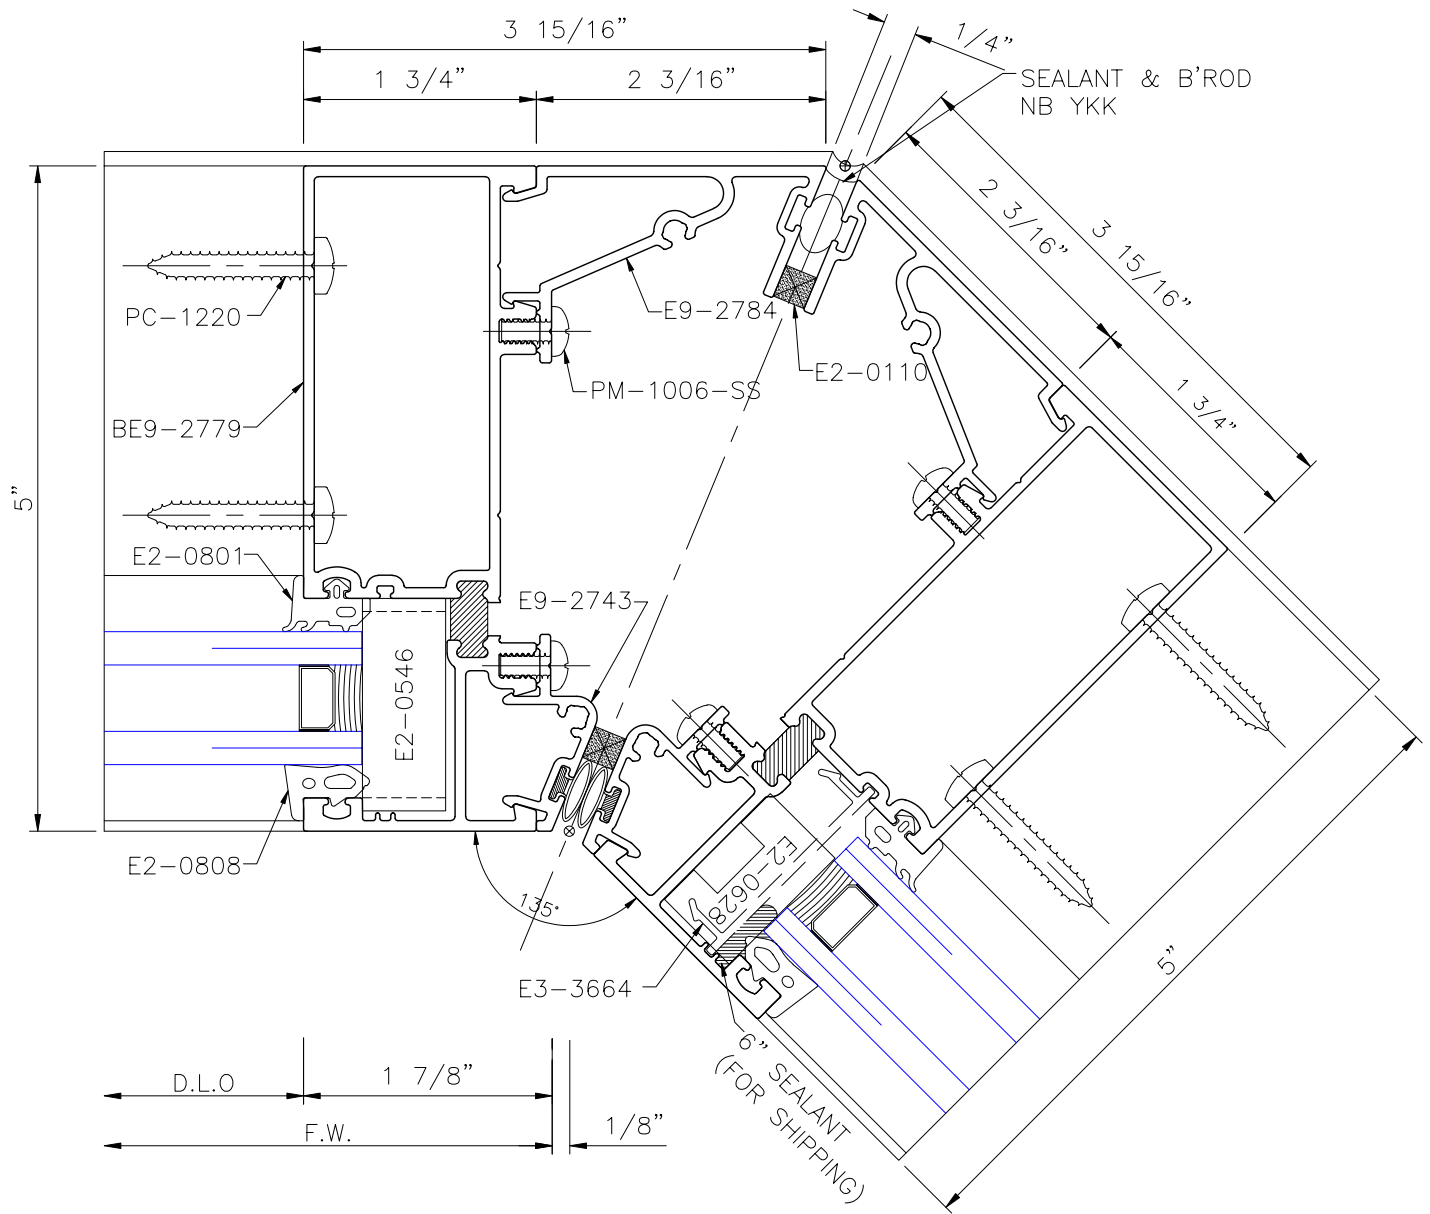 3 15/16”
1 3/4”
2 3/16”
1/4”
SEALANT & B'ROD
NB YKK
2 3/16”
3 15/16”
1 3/4”
PC-1220
E9-2784
E2-0110
PM-1006-SS
BE9-2779
5”
E2-0801
E9-2743
E2-0546
E2-0808
135°
E2-0628
E3-3664
5”
6” SEALANT
(FOR SHIPPING)
D.L.O
1 7/8”
F.W.
1/8”